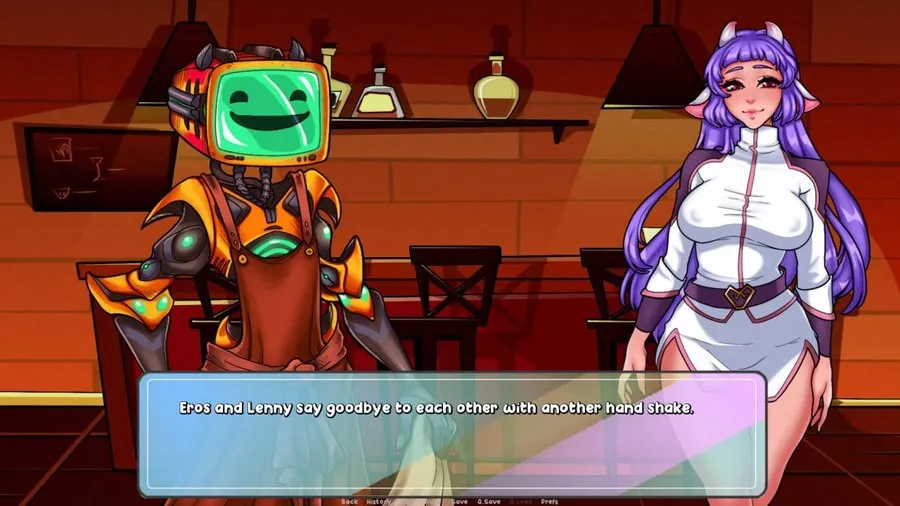 Eros and Lenny say goodbye to each other with another hand shake.
Back History Save Q.Save Prefs